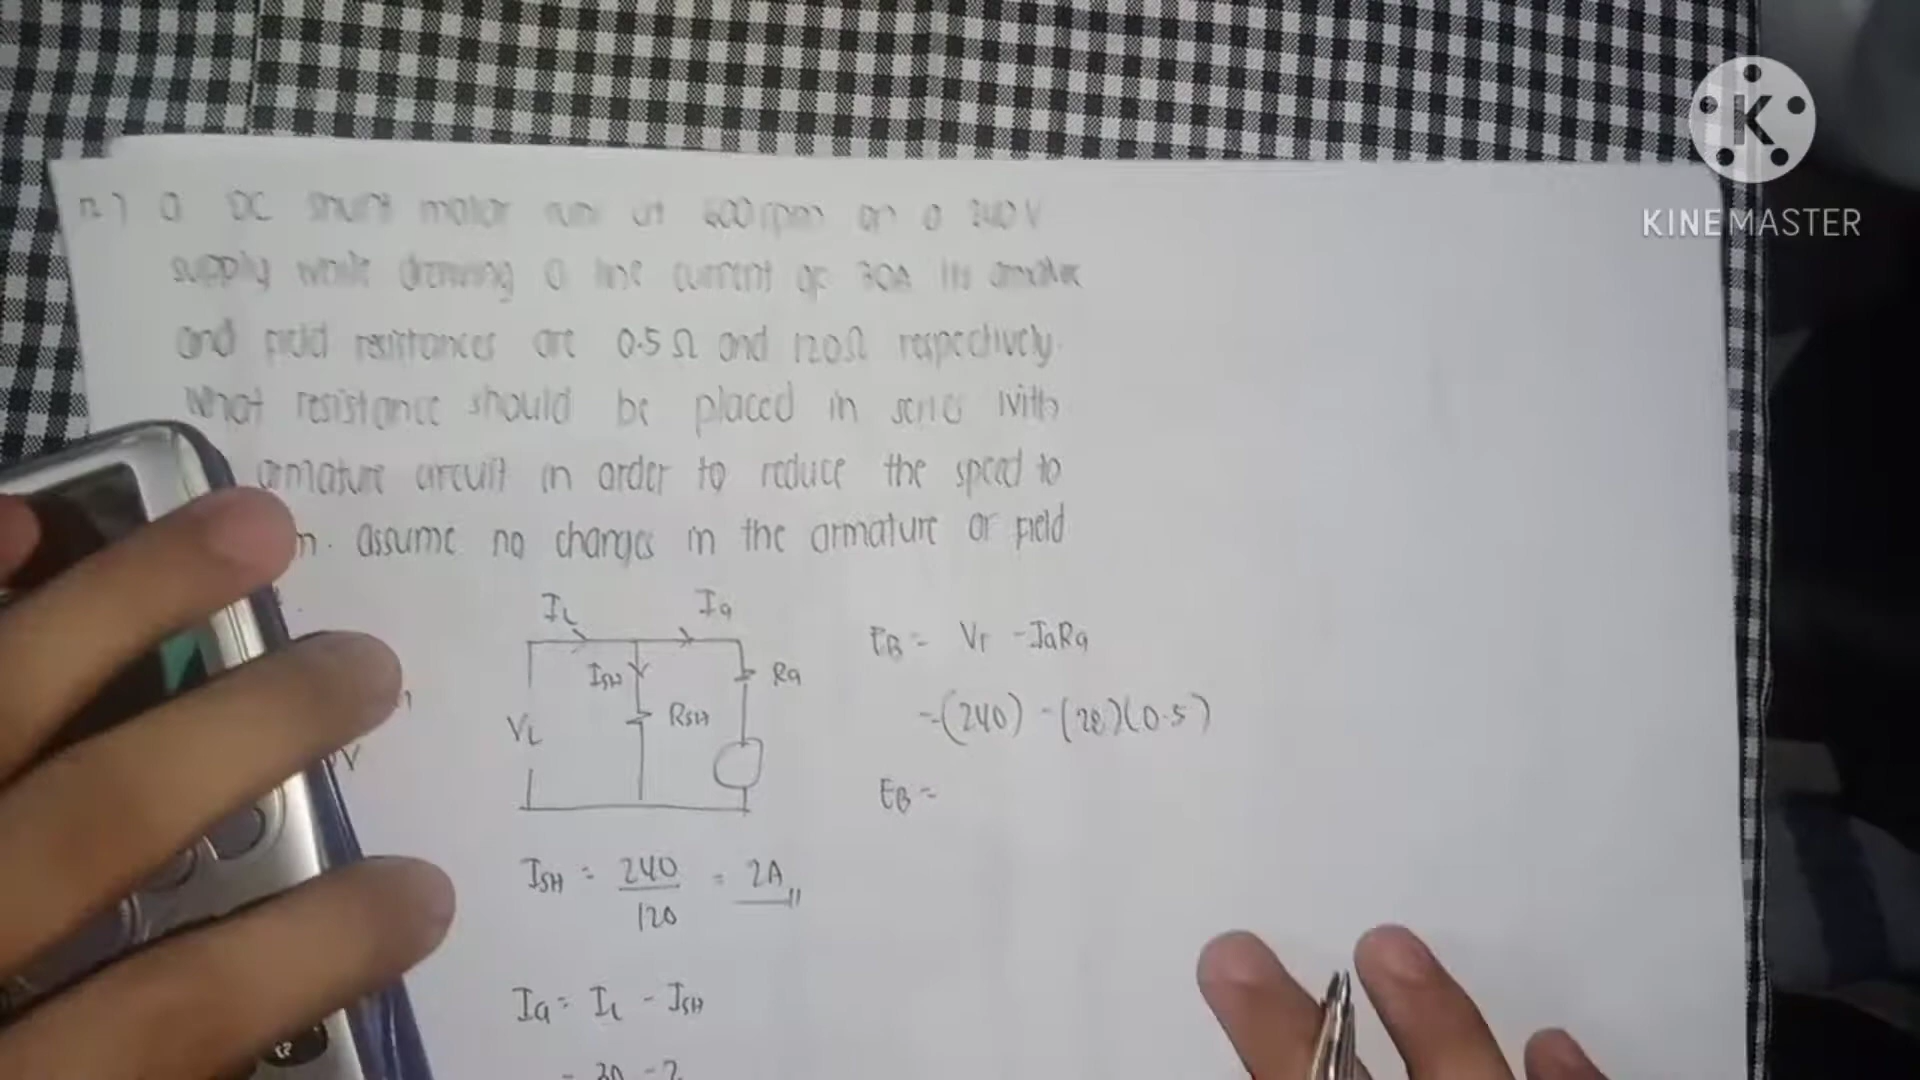 KINEMASTER
DC shunt motor runs at 600 rpm on a 240 V
supply while drawing a line current of 30A its
and field resistances are 0.5 Ω and 120Ω respectively.
What resistance should be placed in series with
armature circuit in order to reduce the speed to
assume no changes in the armature or field
IL Ia
EB = VT - IaRa
ISH Ra
= (240) - (28)(0.5)
VL RSH
V
EB =
ISH = 240/120 = 2A
Ia = IL - ISH
= 30 - 2